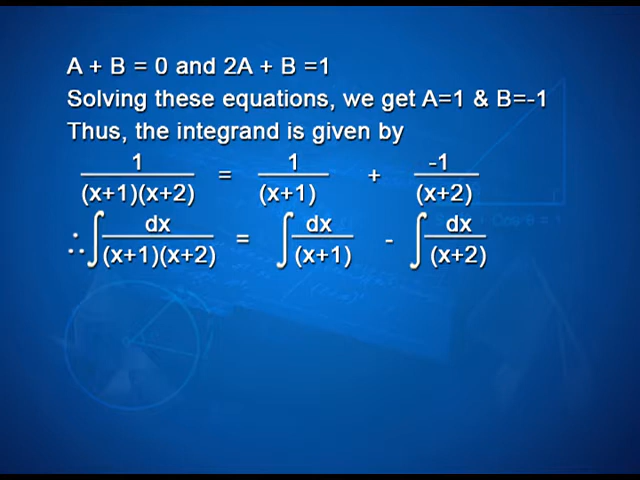 A + B = 0 and 2A + B =1
Solving these equations, we get A=1 & B=-1
Thus, the integrand is given by
1/(x+1)(x+2) = 1/(x+1) + -1/(x+2)
∴∫dx/(x+1)(x+2) = ∫dx/(x+1) - ∫dx/(x+2)